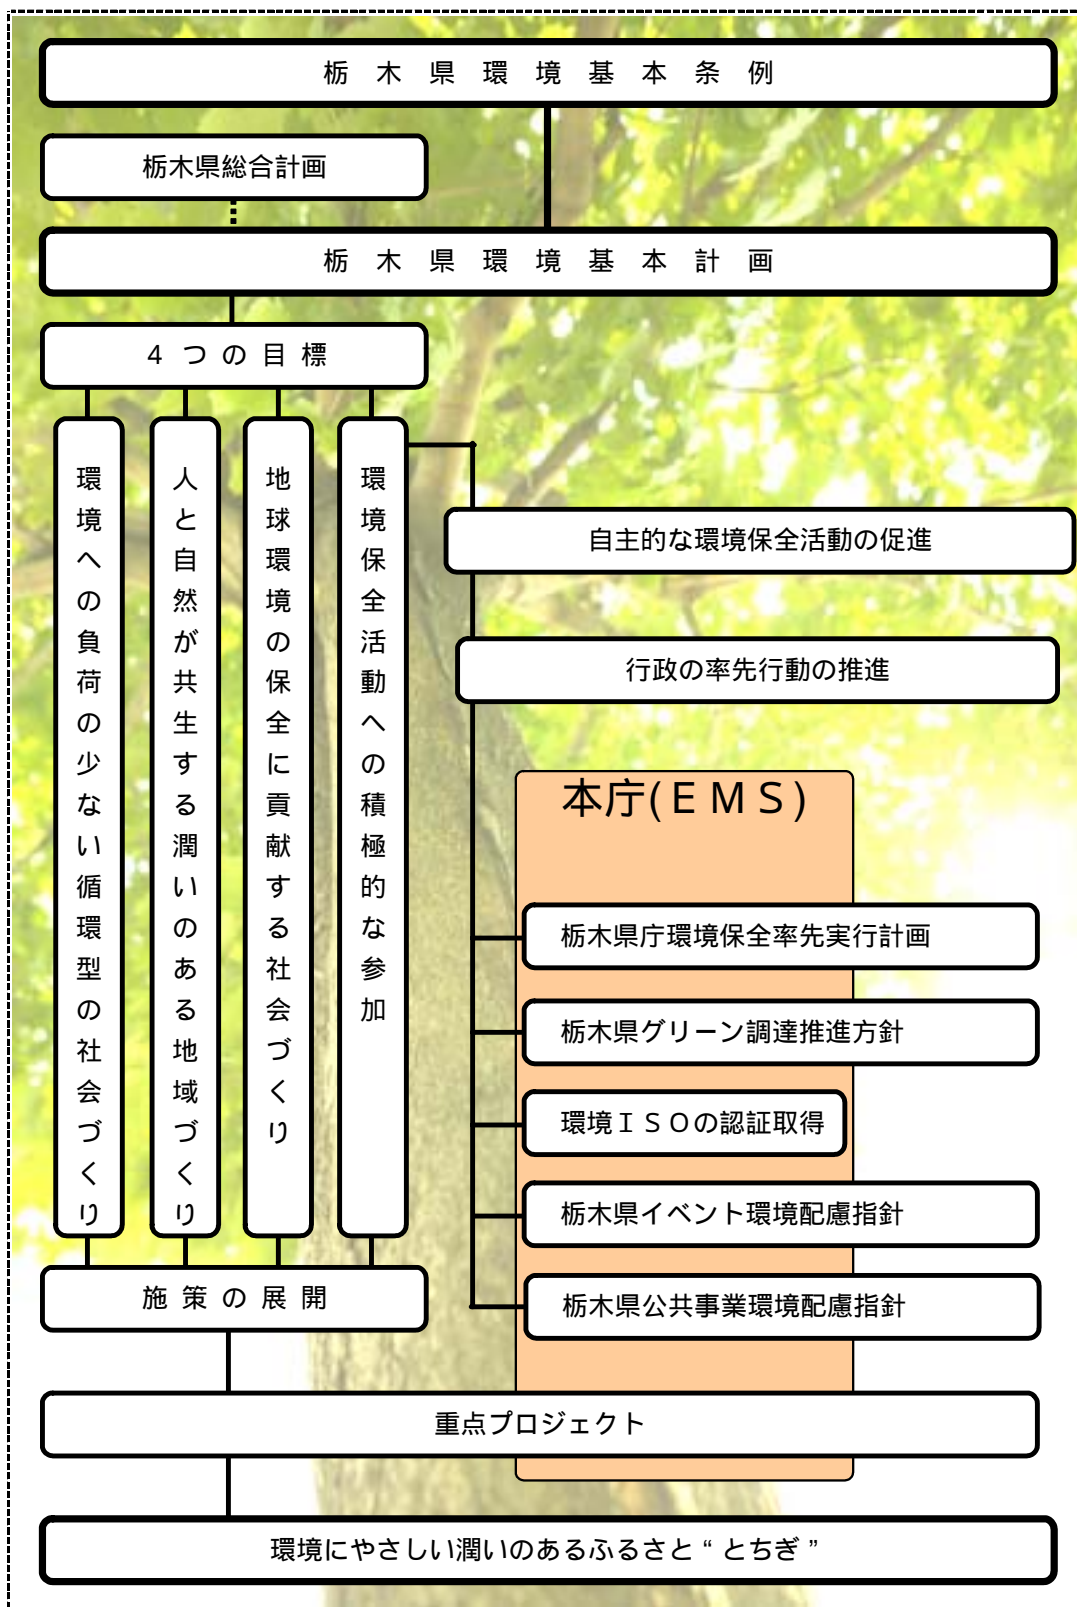 栃木県環境基本条例
栃木県総合計画
栃木県環境基本計画
４つの目標
環境への負荷の少ない循環型の社会づくり
人と自然が共生する潤いのある地域づくり
地球環境の保全に貢献する社会づくり
環境保全活動への積極的な参加
自主的な環境保全活動の促進
行政の率先行動の推進
本庁(ＥＭＳ)
栃木県庁環境保全率先実行計画
栃木県グリーン調達推進方針
環境ＩＳＯの認証取得
栃木県イベント環境配慮指針
栃木県公共事業環境配慮指針
施策の展開
重点プロジェクト
環境にやさしい潤いのあるふるさと“とちぎ”